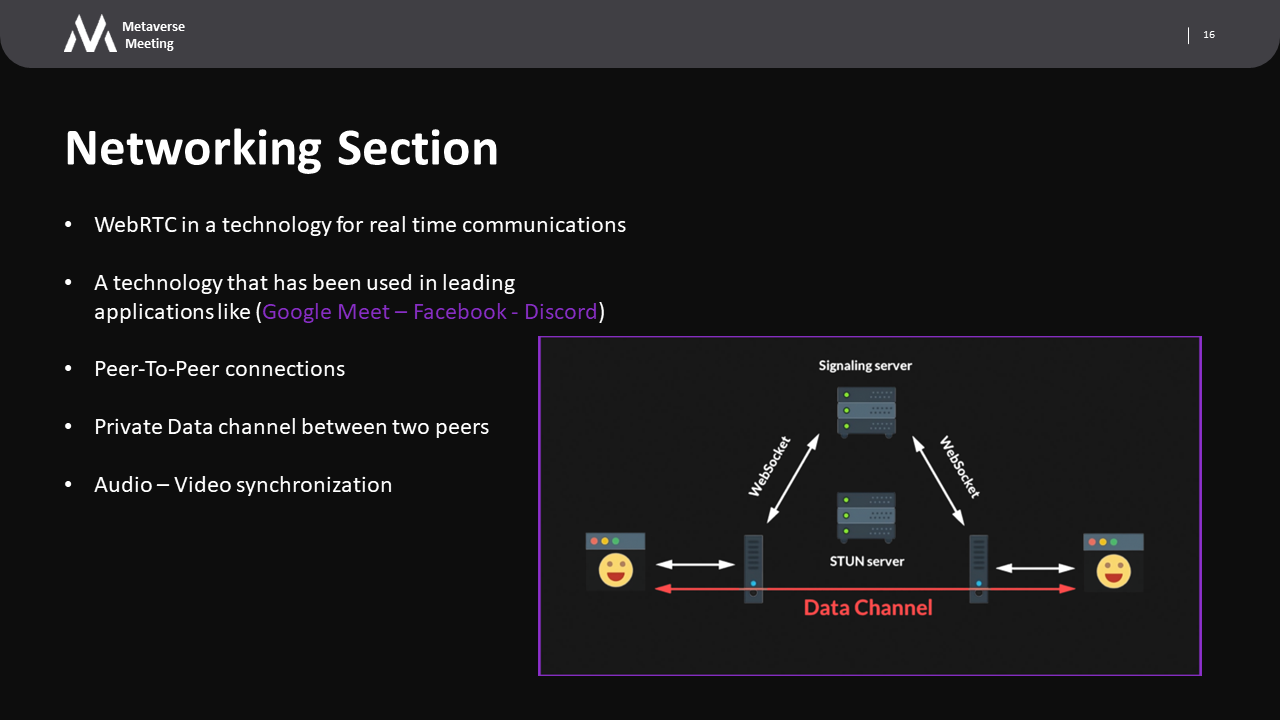 Metaverse
Meeting
16
Networking Section
• WebRTC in a technology for real time communications
• A technology that has been used in leading
applications like (Google Meet – Facebook - Discord)
• Peer-To-Peer connections
• Private Data channel between two peers
• Audio – Video synchronization
Signaling server
WebSocket
WebSocket
STUN server
Data Channel